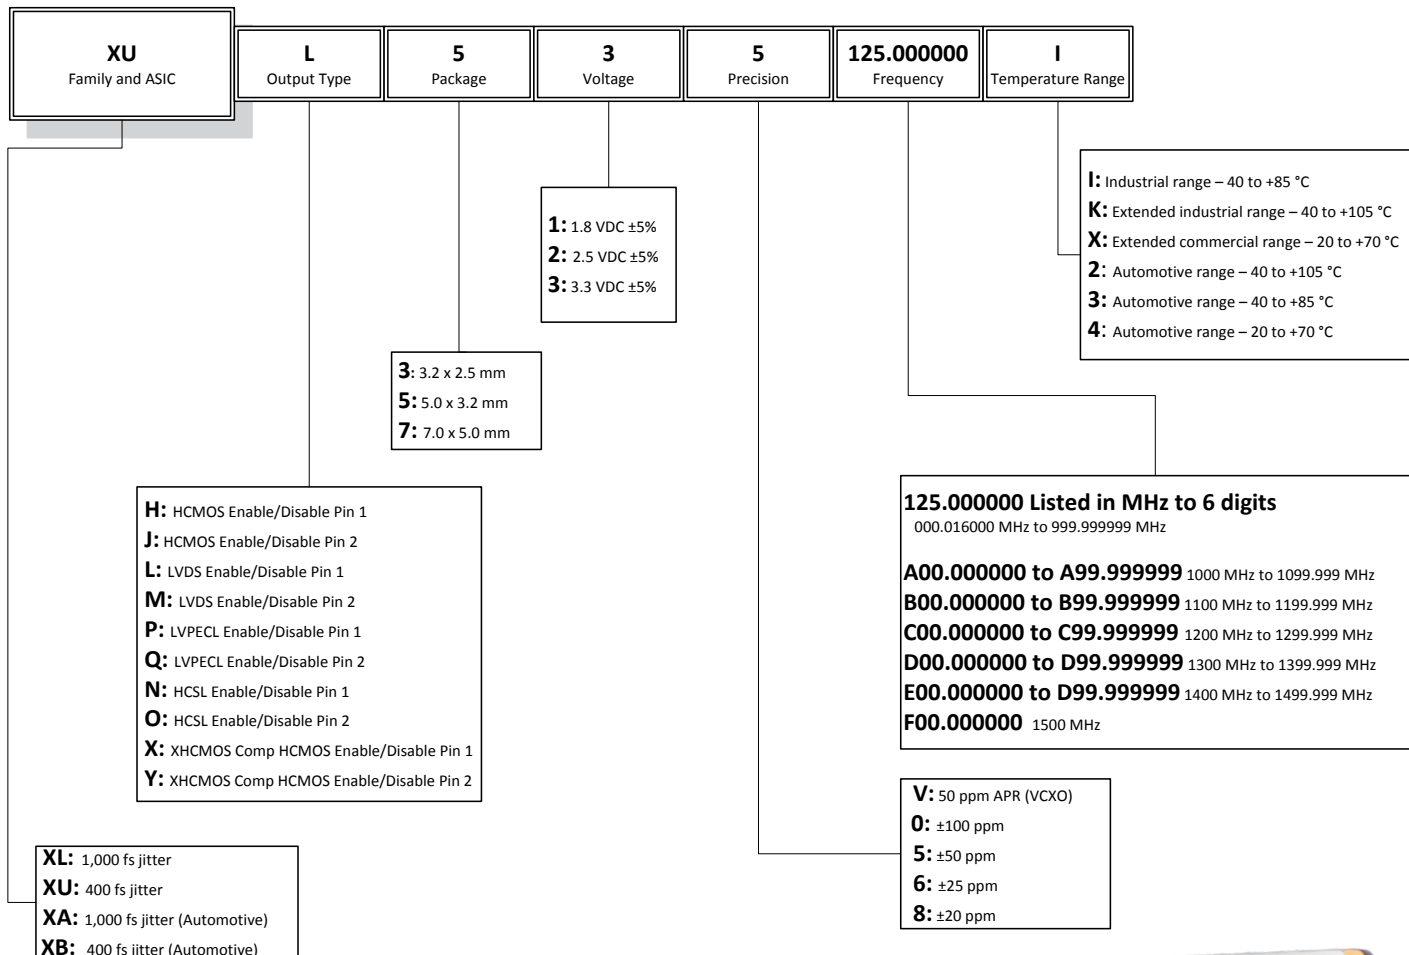 XU
Family and ASIC
L
Output Type
5
Package
3
Voltage
5
Precision
125.000000
Frequency
I
Temperature Range
I: Industrial range – 40 to +85 °C
K: Extended industrial range – 40 to +105 °C
X: Extended commercial range – 20 to +70 °C
2: Automotive range – 40 to +105 °C
3: Automotive range – 40 to +85 °C
4: Automotive range – 20 to +70 °C
1: 1.8 VDC ±5%
2: 2.5 VDC ±5%
3: 3.3 VDC ±5%
3: 3.2 x 2.5 mm
5: 5.0 x 3.2 mm
7: 7.0 x 5.0 mm
H: HCMOS Enable/Disable Pin 1
J: HCMOS Enable/Disable Pin 2
L: LVDS Enable/Disable Pin 1
M: LVDS Enable/Disable Pin 2
P: LVPECL Enable/Disable Pin 1
Q: LVPECL Enable/Disable Pin 2
N: HCSL Enable/Disable Pin 1
O: HCSL Enable/Disable Pin 2
X: XHCMOS Comp HCMOS Enable/Disable Pin 1
Y: XHCMOS Comp HCMOS Enable/Disable Pin 2
125.000000 Listed in MHz to 6 digits
000.016000 MHz to 999.999999 MHz
A00.000000 to A99.999999 1000 MHz to 1099.999 MHz
B00.000000 to B99.999999 1100 MHz to 1199.999 MHz
C00.000000 to C99.999999 1200 MHz to 1299.999 MHz
D00.000000 to D99.999999 1300 MHz to 1399.999 MHz
E00.000000 to D99.999999 1400 MHz to 1499.999 MHz
F00.000000 1500 MHz
V: 50 ppm APR (VCXO)
0: ±100 ppm
5: ±50 ppm
6: ±25 ppm
8: ±20 ppm
XL: 1,000 fs jitter
XU: 400 fs jitter
XA: 1,000 fs jitter (Automotive)
XB: 400 fs jitter (Automotive)